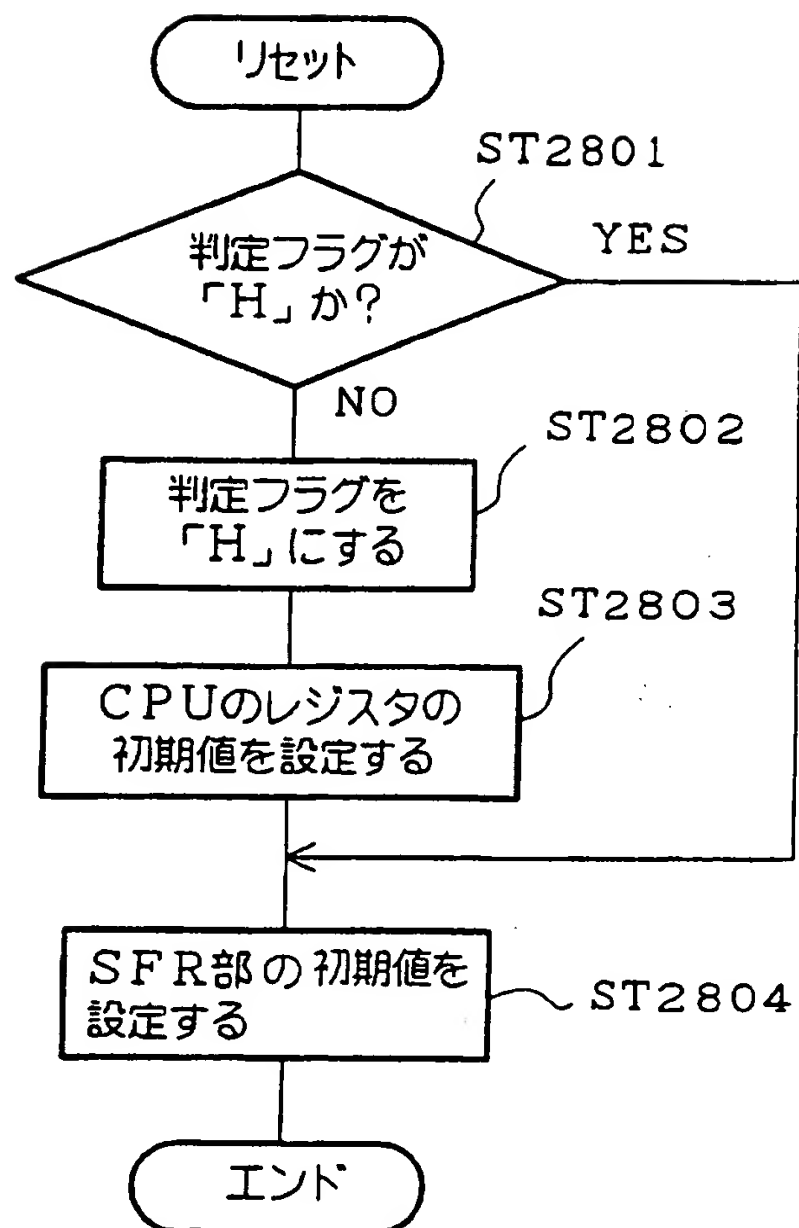 リセット
ST2801
判定フラグが
「H」か?
YES
NO
ST2802
判定フラグを
「H」にする
ST2803
CPUのレジスタの
初期値を設定する
SFR部の初期値を
設定する
ST2804
エンド